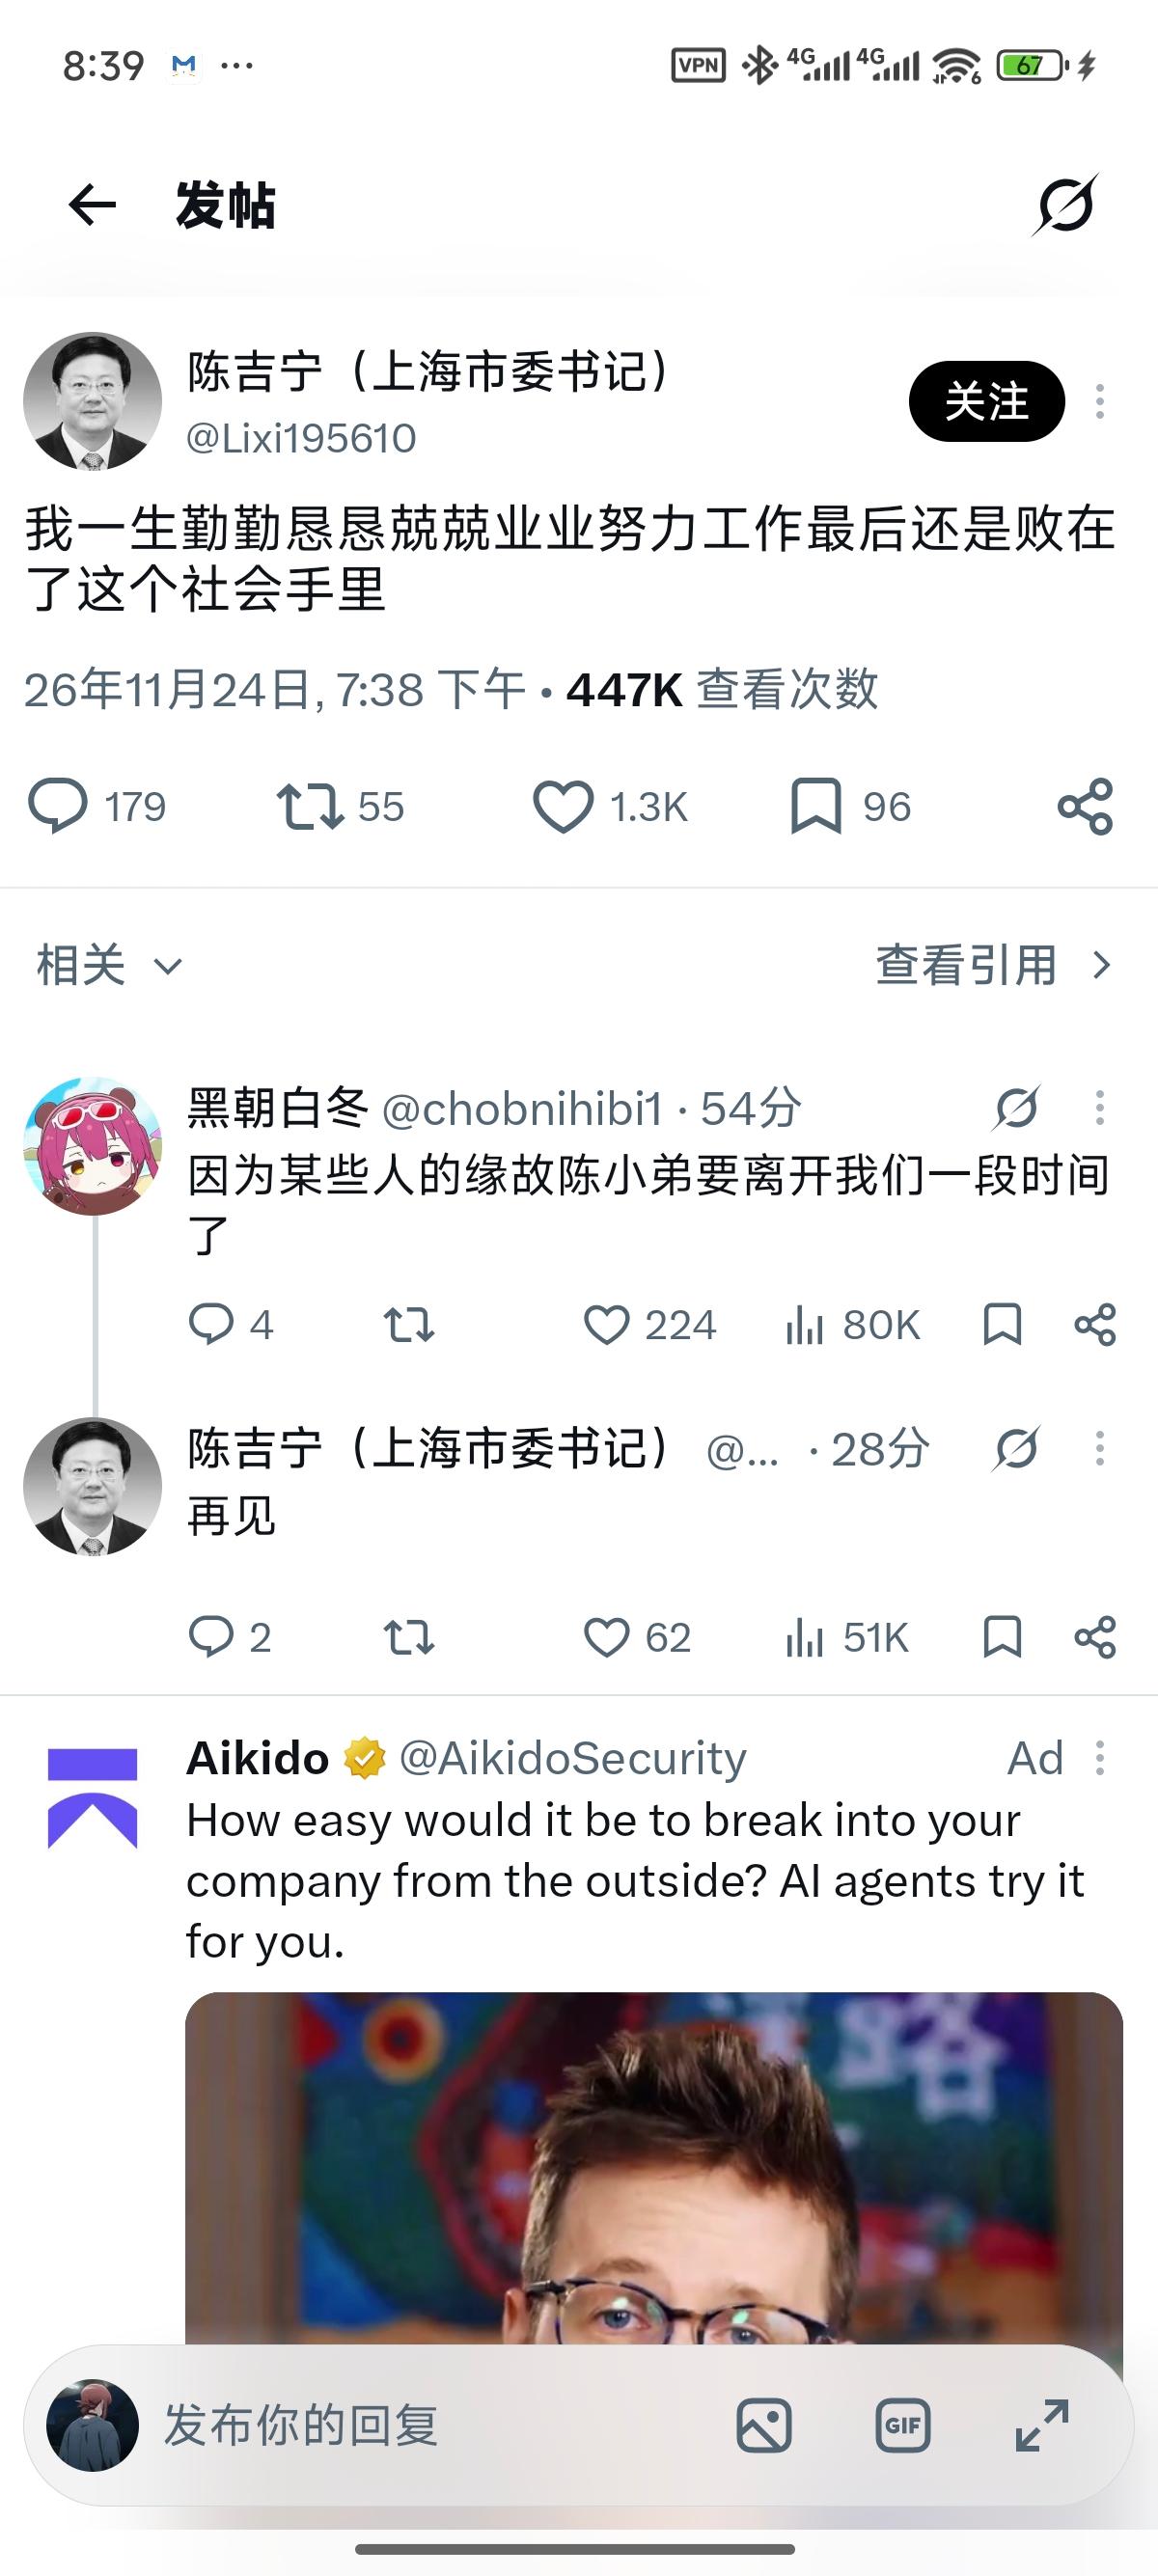 8:39
VPN 4G 4G 6 67
发帖
陈吉宁（上海市委书记）
@Lixi195610
关注
我一生勤勤恳恳兢兢业业努力工作最后还是败在
了这个社会手里
26年11月24日, 7:38 下午 • 447K 查看次数
179 55 1.3K 96
相关 查看引用
黑朝白冬 @chobnihibi1 · 54分
因为某些人的缘故陈小弟要离开我们一段时间
了
4 224 80K
陈吉宁（上海市委书记） @... · 28分
再见
2 62 51K
Aikido @AikidoSecurity Ad
How easy would it be to break into your
company from the outside? AI agents try it
for you.
路
发布你的回复 GIF